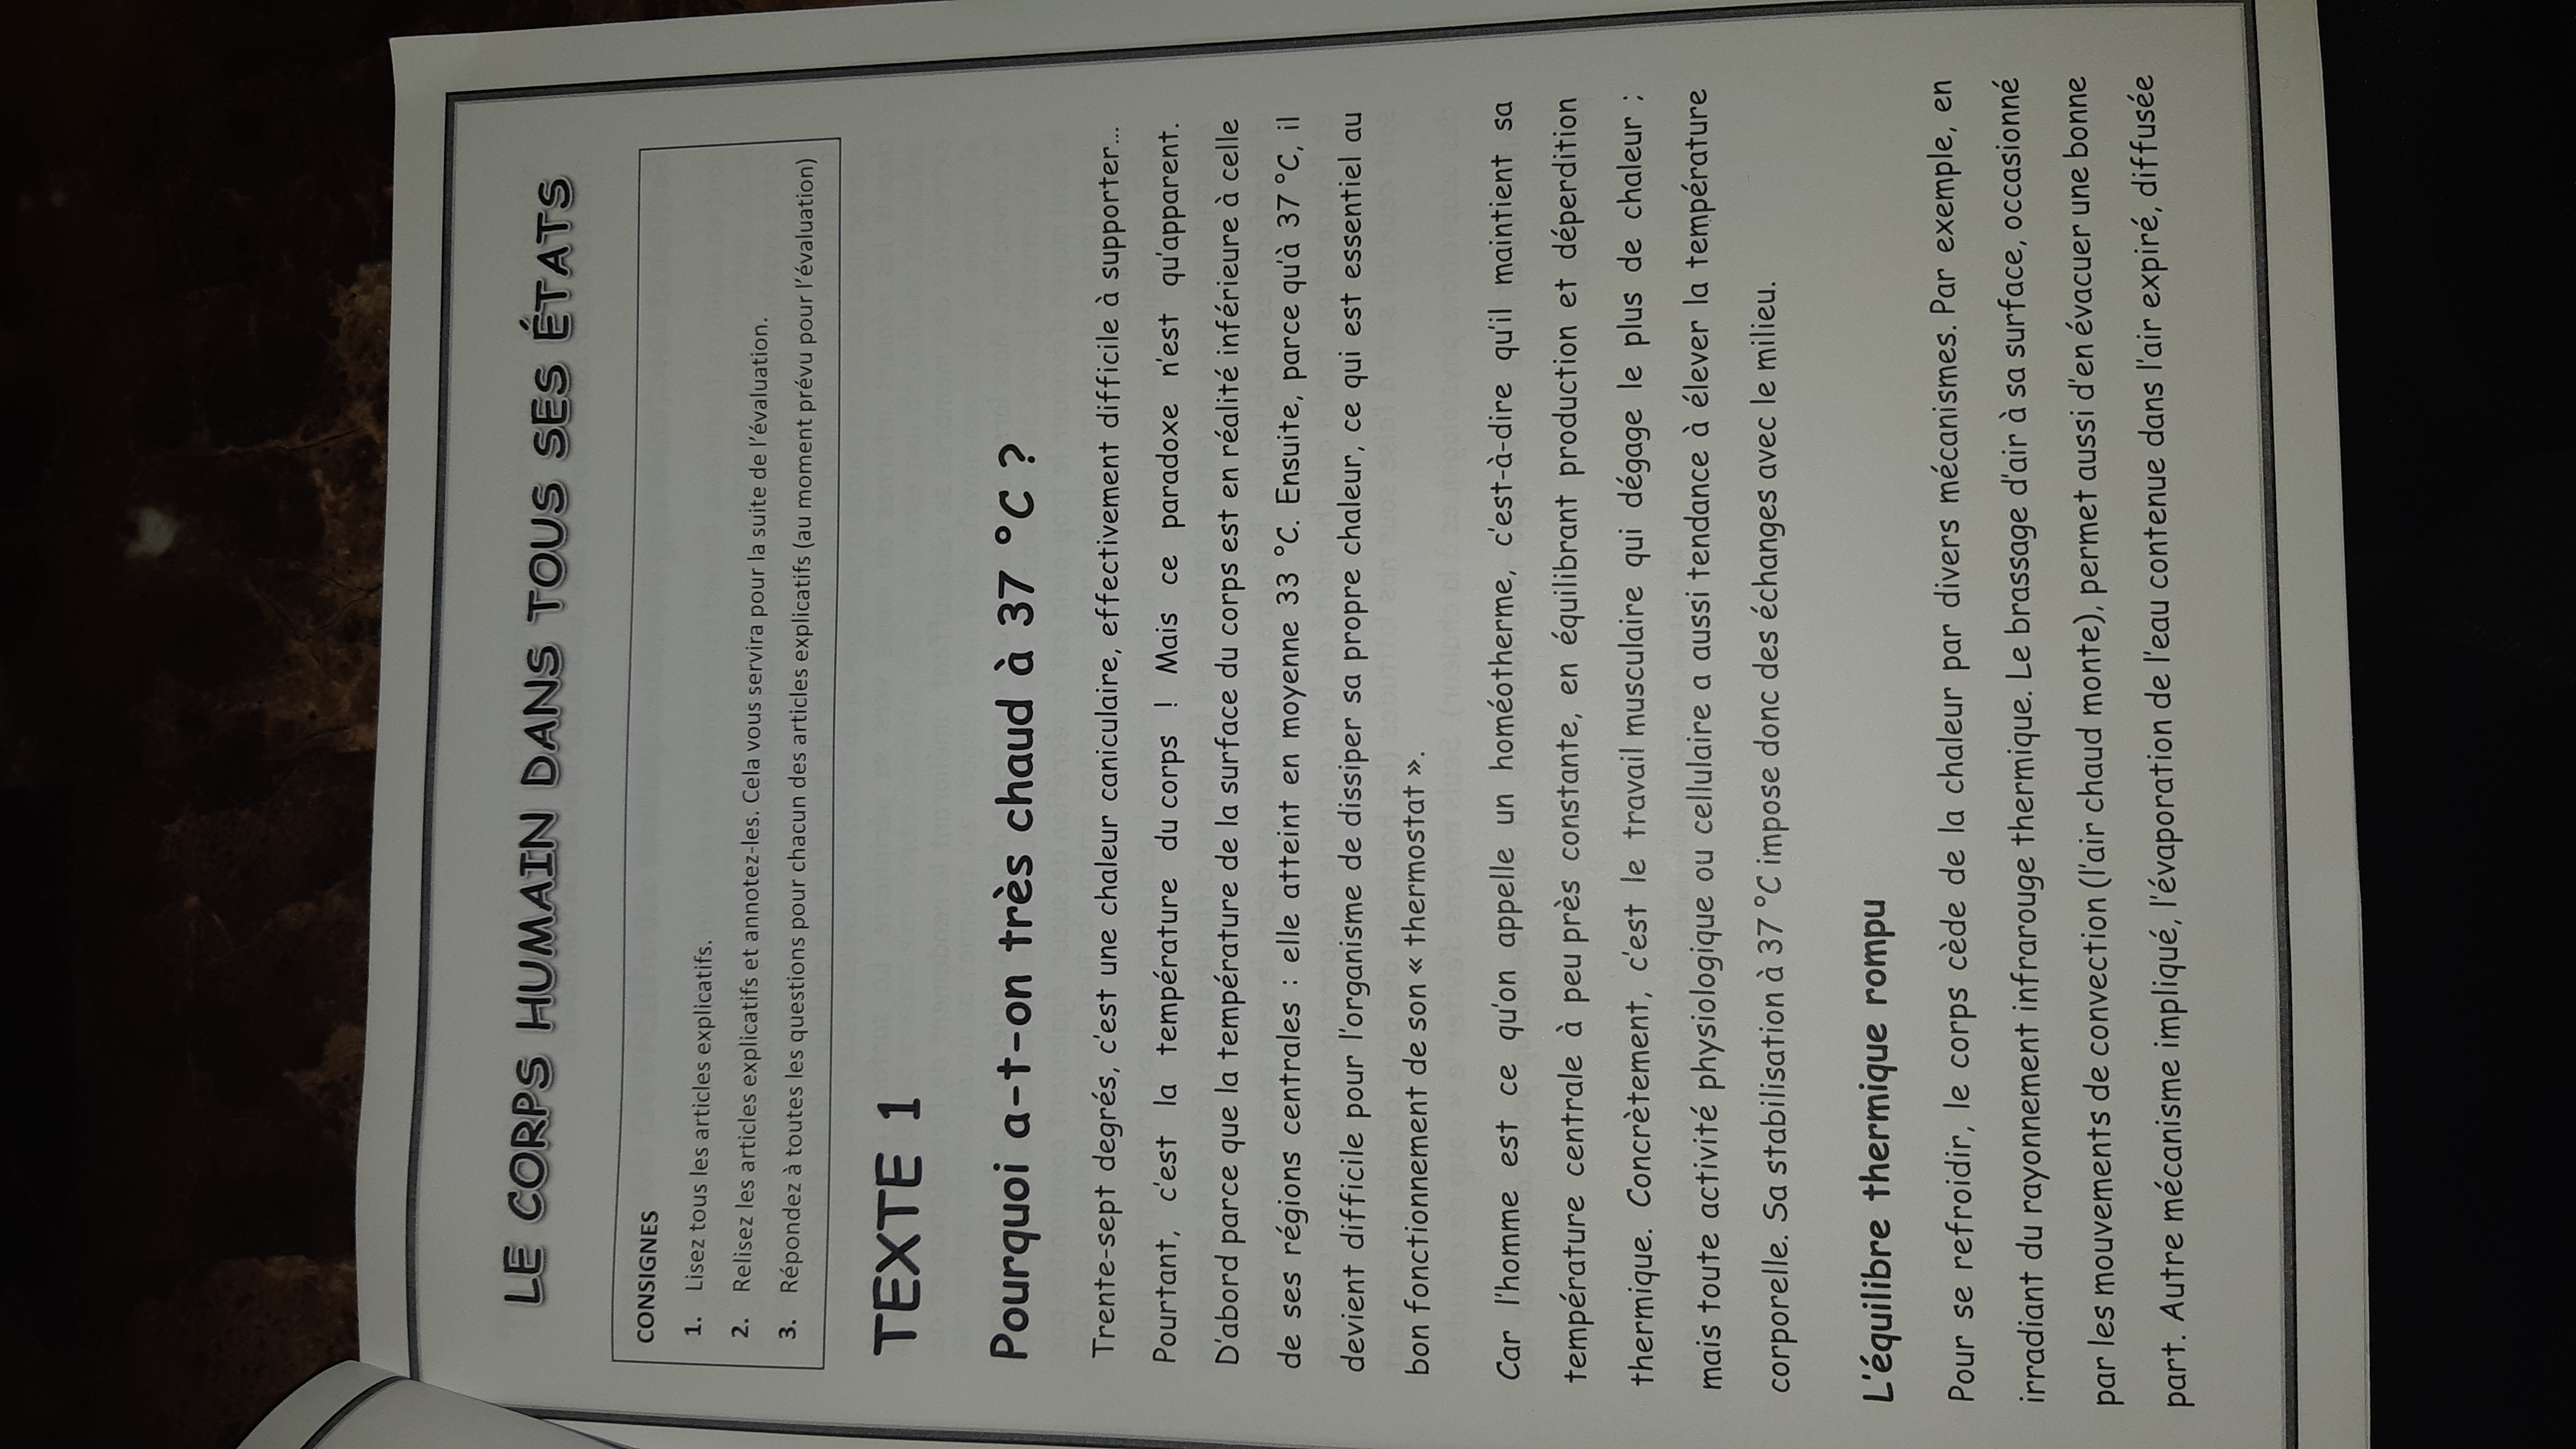 LE CORPS HUMAIN DANS TOUS SES ÉTATS
CONSIGNES
1. Lisez tous les articles explicatifs.
2. Relisez les articles explicatifs et annotez-les. Cela vous servira pour la suite de l'évaluation.
3. Répondez à toutes les questions pour chacun des articles explicatifs (au moment prévu pour l'évaluation)
TEXTE 1
Pourquoi a-t-on très chaud à 37 °C ?
Trente-sept degrés, c'est une chaleur caniculaire, effectivement difficile à supporter…
Pourtant, c'est la température du corps ! Mais ce paradoxe n'est qu'apparent.
D'abord parce que la température de la surface du corps est en réalité inférieure à celle
de ses régions centrales : elle atteint en moyenne 33 °C. Ensuite, parce qu'à 37 °C, il
devient difficile pour l'organisme de dissiper sa propre chaleur, ce qui est essentiel au
bon fonctionnement de son « thermostat ».
Car l'homme est ce qu'on appelle un homéotherme, c'est-à-dire qu'il maintient sa
température centrale à peu près constante, en équilibrant production et déperdition
thermique. Concrètement, c'est le travail musculaire qui dégage le plus de chaleur ;
mais toute activité physiologique ou cellulaire a aussi tendance à élever la température
corporelle. Sa stabilisation à 37 °C impose donc des échanges avec le milieu.
L'équilibre thermique rompu
Pour se refroidir, le corps cède de la chaleur par divers mécanismes. Par exemple, en
irradiant du rayonnement infrarouge thermique. Le brassage d'air à sa surface, occasionné
par les mouvements de convection (l'air chaud monte), permet aussi d'en évacuer une bonne
part. Autre mécanisme impliqué, l'évaporation de l'eau contenue dans l'air expiré, diffusée